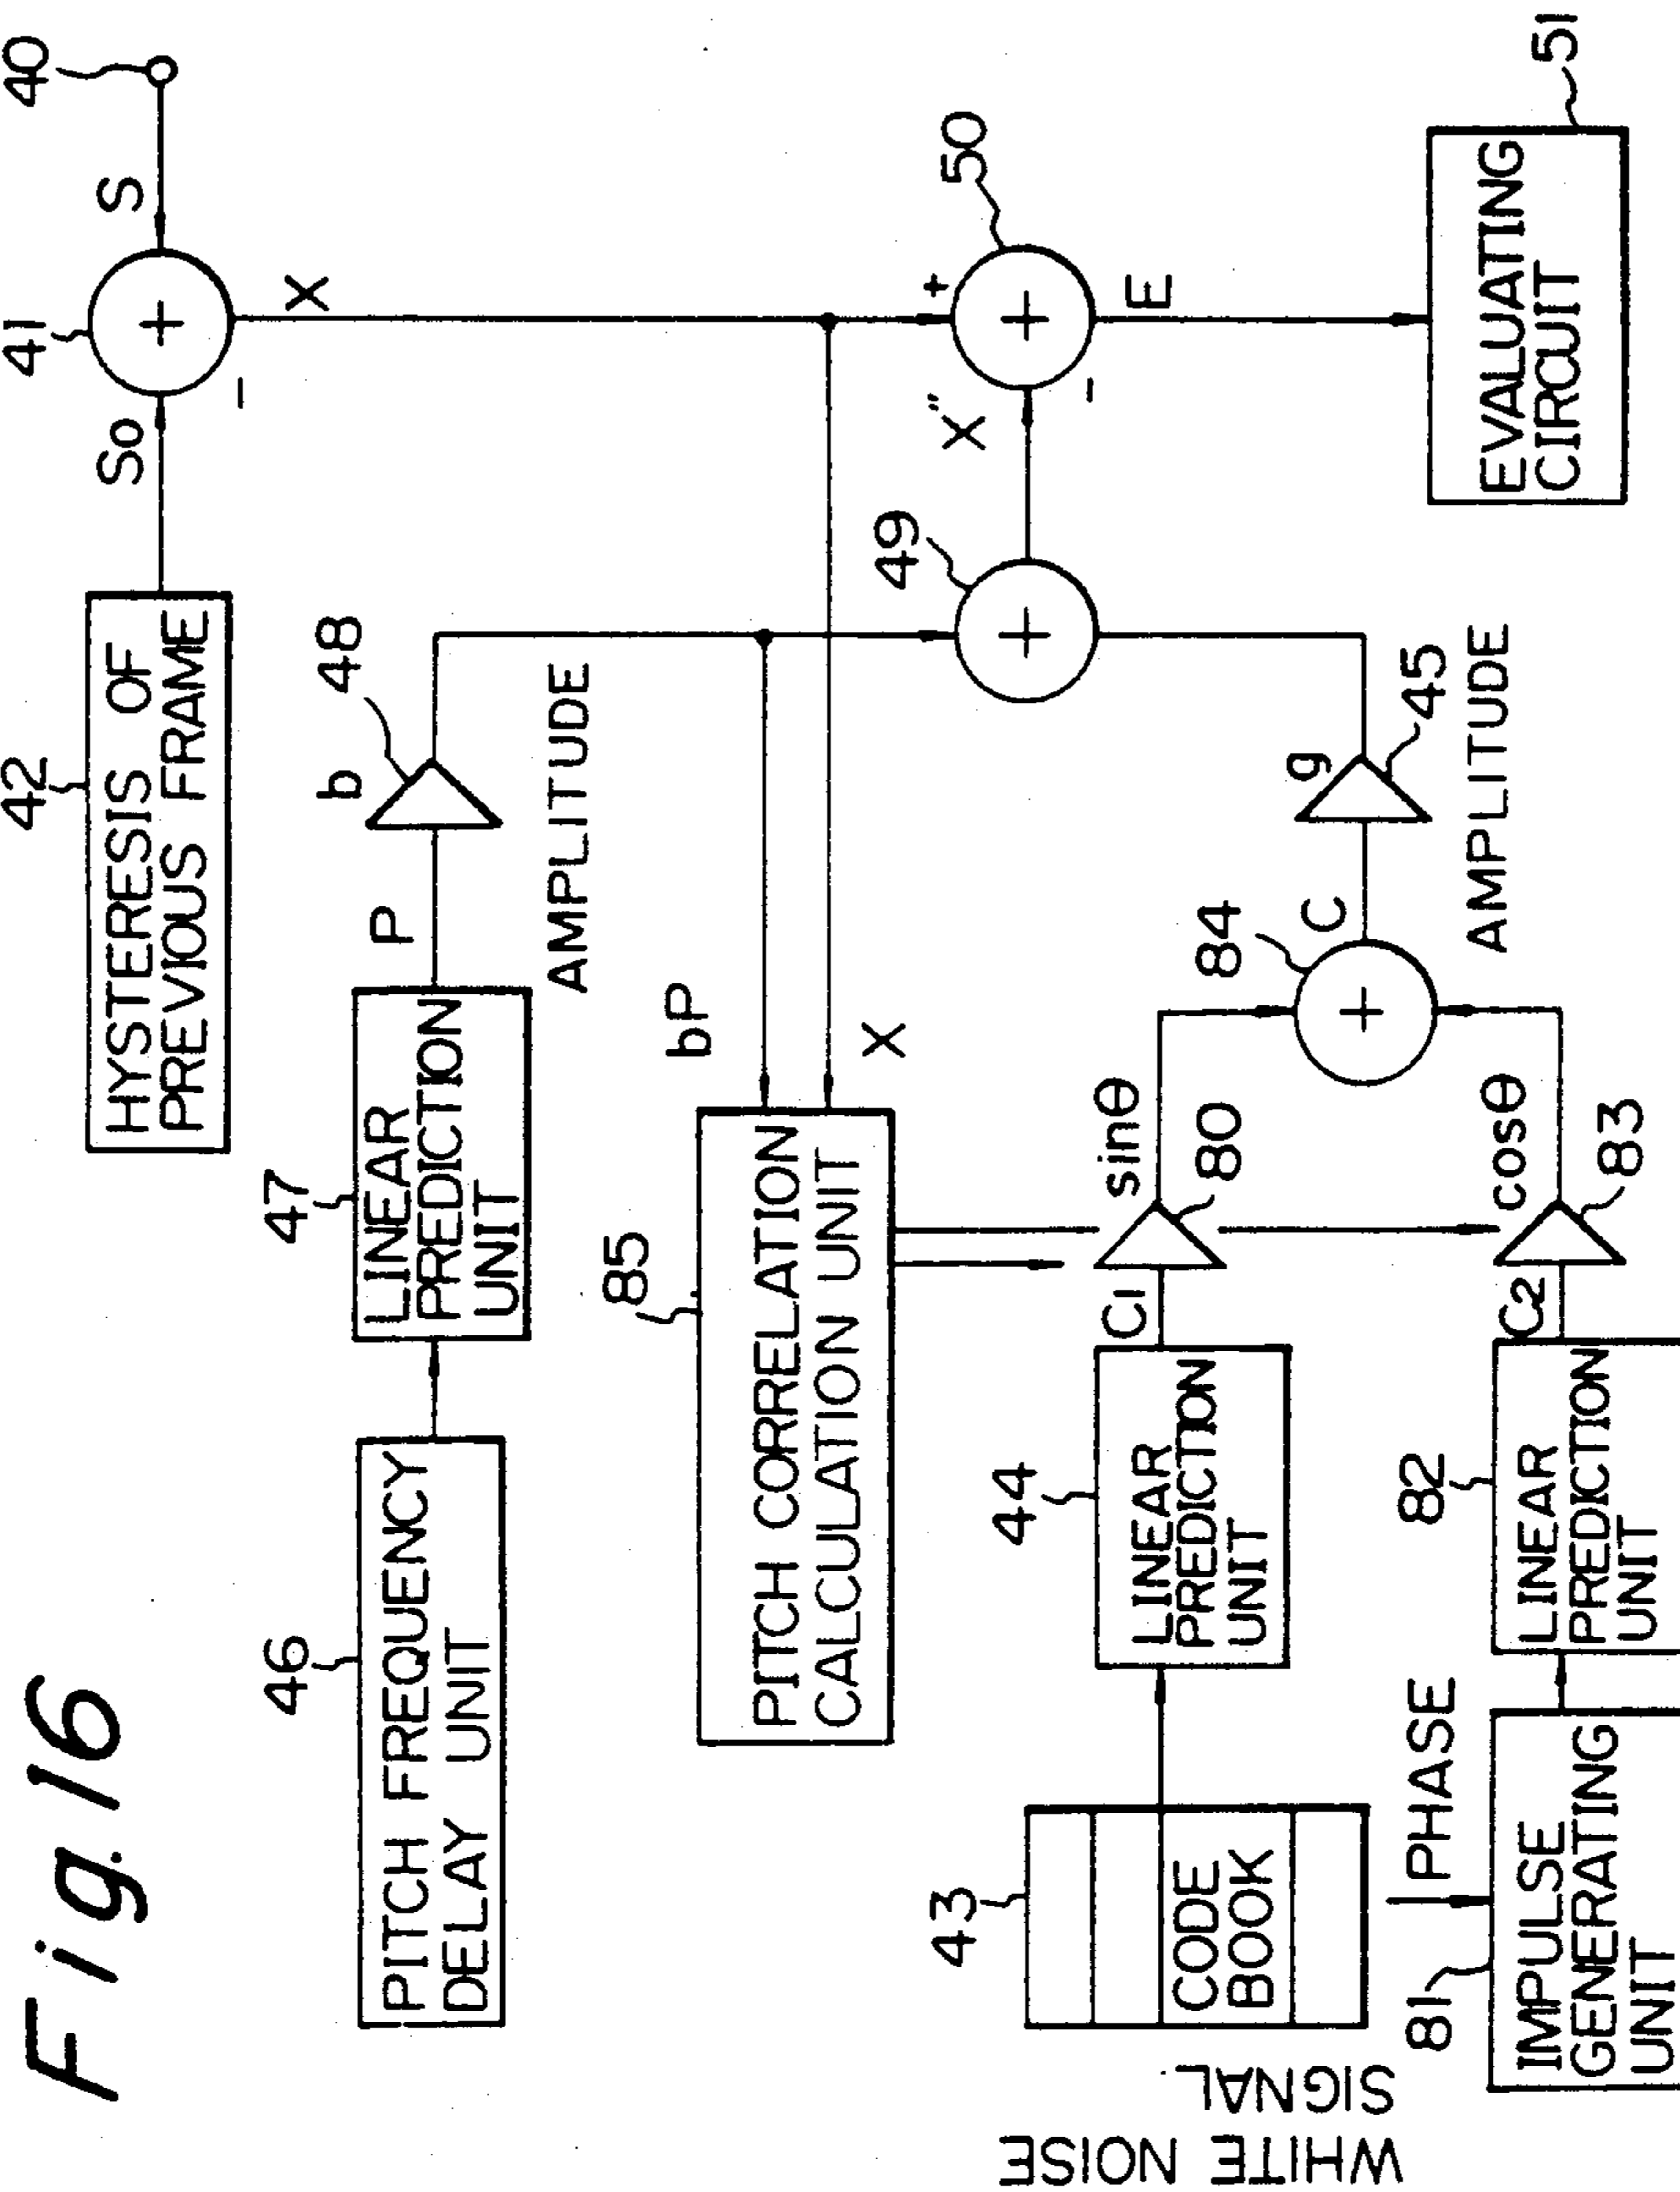 Fig. 16
42
HYSTERESIS OF
PREVIOUS FRAME
So
41
S
40
-
X
46
PITCH FREQUENCY
DELAY UNIT
47
LINEAR
PREDICTION
UNIT
P
b
48
AMPLITUDE
85
PITCH CORRELATION
CALCULATION UNIT
bP
X
43
CODE
BOOK
WHITE NOISE
SIGNAL
44
LINEAR
PREDICTION
UNIT
C1
sinθ
80
84
C
g
45
AMPLITUDE
49
+
X"
+
50
+
-
E
EVALUATING
CIRCUIT
51
PHASE
81
IMPULSE
GENERATING
UNIT
82
LINEAR
PREDICTION
UNIT
C2
cosθ
83
+
+